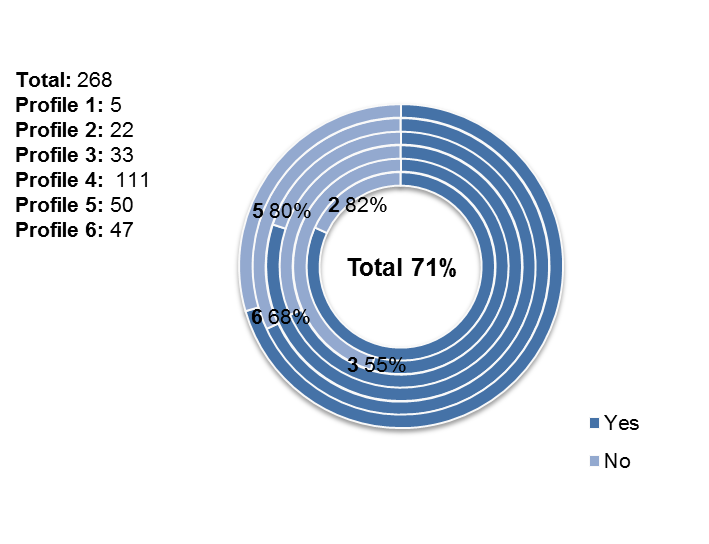 Total: 268
Profile 1: 5
Profile 2: 22
Profile 3: 33
Profile 4: 111
Profile 5: 50
Profile 6: 47
2 82%
5 80%
Total 71%
6 68%
3 55%
Yes
No